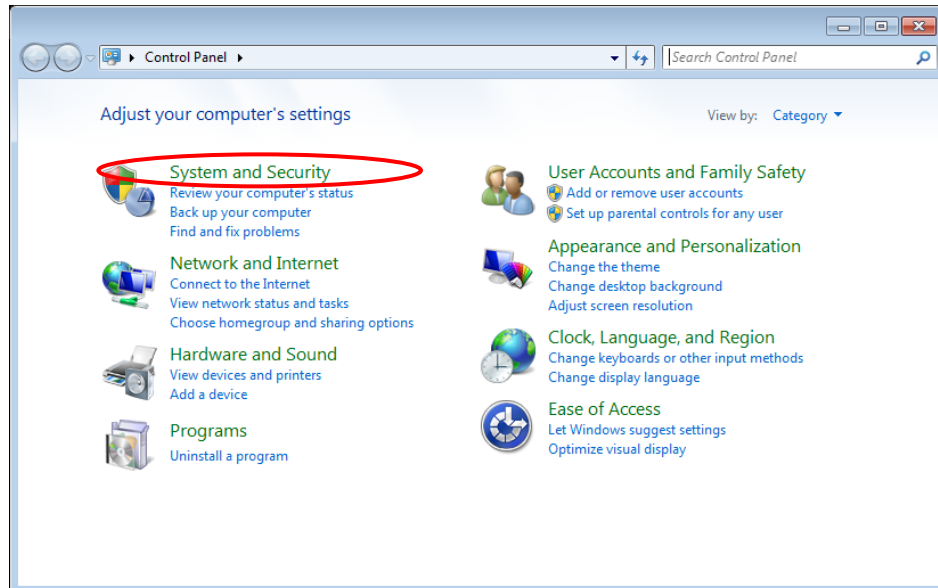 Control Panel
Search Control Panel
Adjust your computer's settings
View by: Category
System and Security
Review your computer's status
Back up your computer
Find and fix problems
Network and Internet
Connect to the Internet
View network status and tasks
Choose homegroup and sharing options
Hardware and Sound
View devices and printers
Add a device
Programs
Uninstall a program
User Accounts and Family Safety
Add or remove user accounts
Set up parental controls for any user
Appearance and Personalization
Change the theme
Change desktop background
Adjust screen resolution
Clock, Language, and Region
Change keyboards or other input methods
Change display language
Ease of Access
Let Windows suggest settings
Optimize visual display